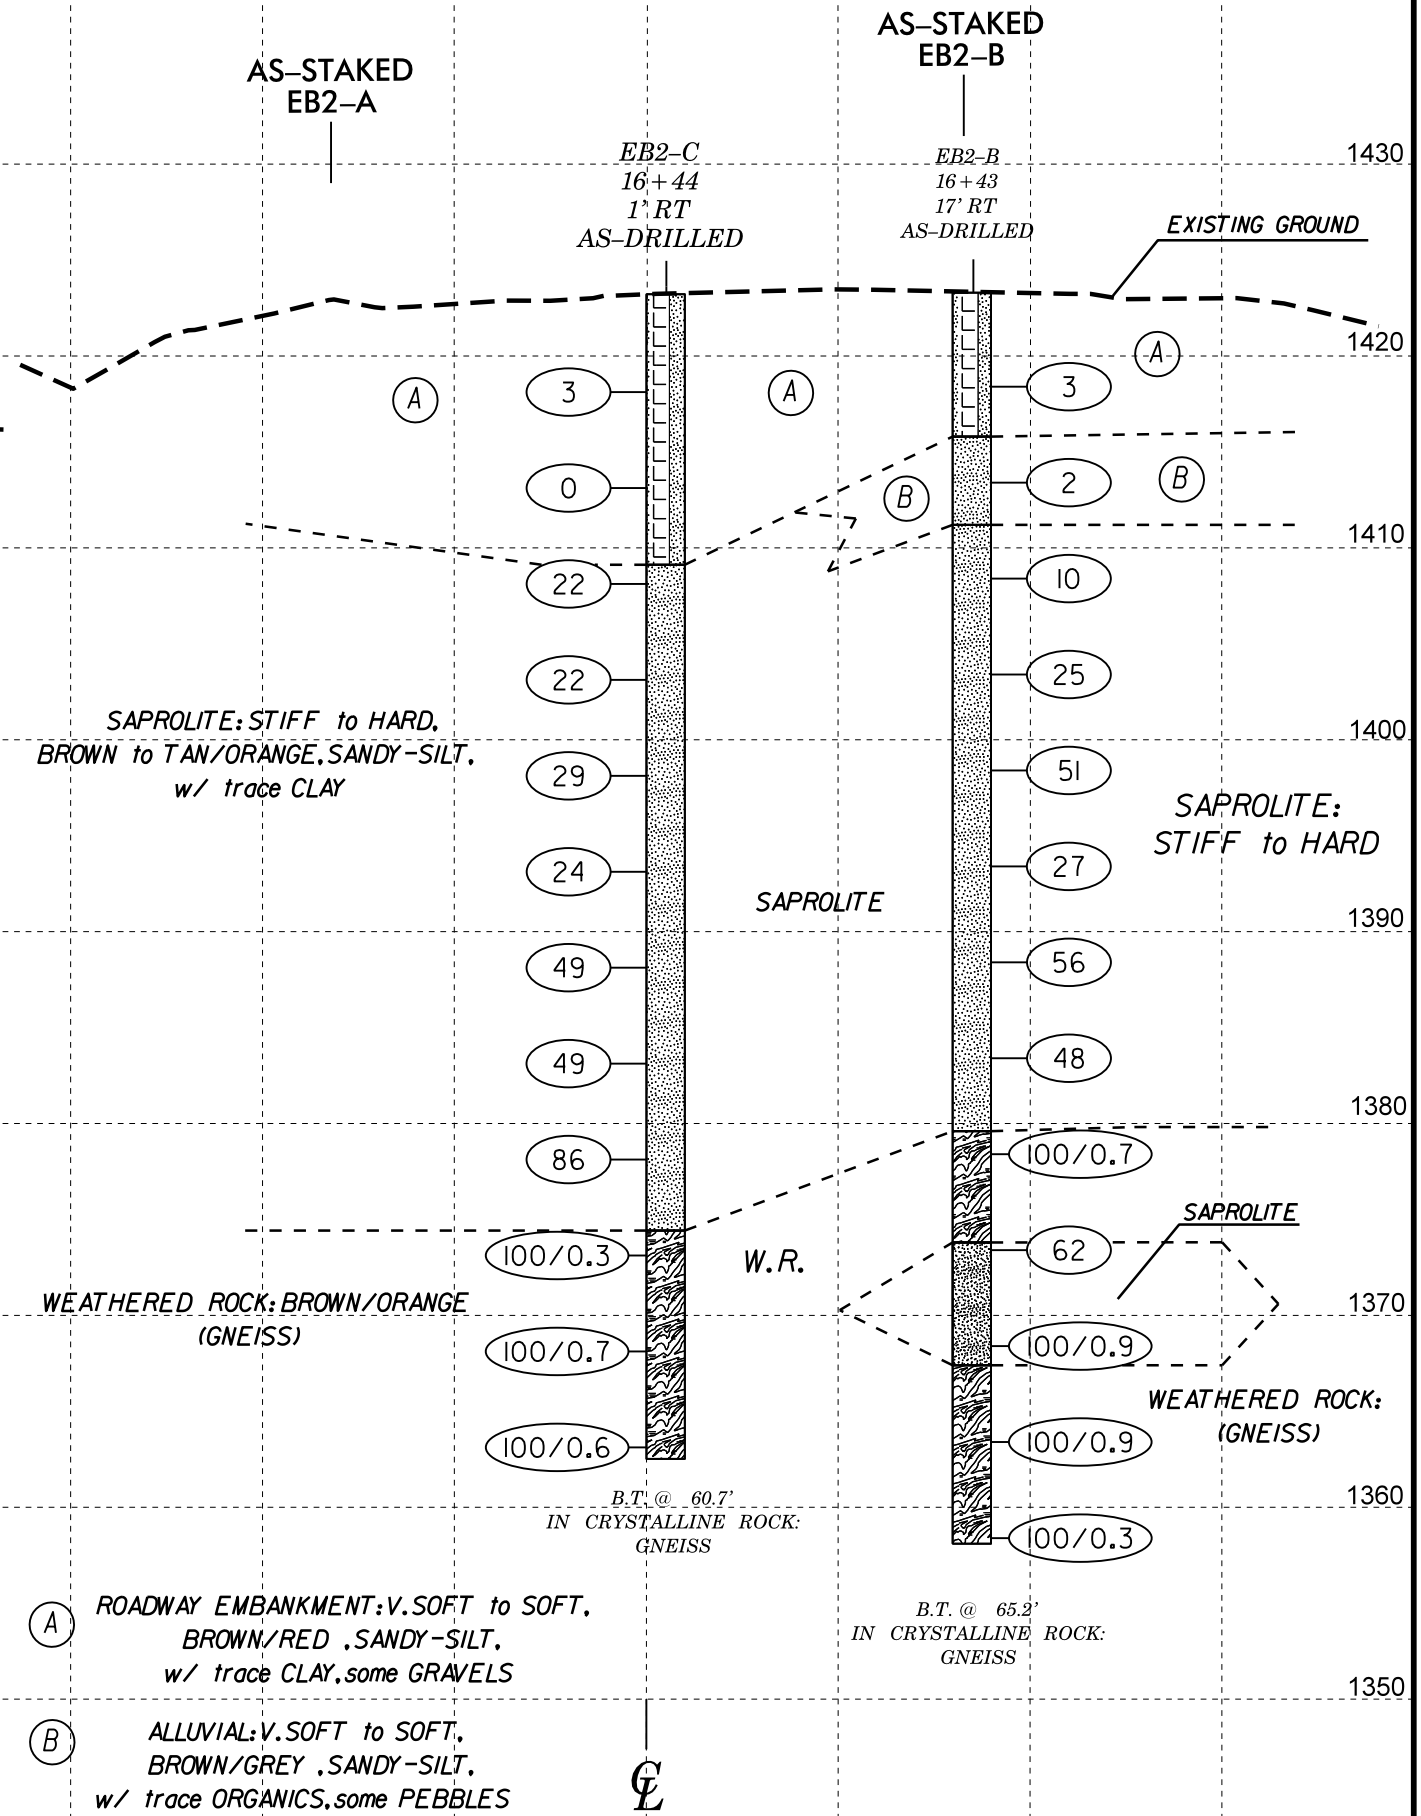 AS–STAKED
EB2–A
AS–STAKED
EB2–B
EB2–C
16+44
1' RT
AS–DRILLED
EB2–B
16+43
17' RT
AS–DRILLED
1430
EXISTING GROUND
1420
A
3
A
3
A
0
B
2
B
1410
22
10
22
25
SAPROLITE: STIFF to HARD,
BROWN to TAN/ORANGE, SANDY-SILT,
w/ trace CLAY
1400
29
51
SAPROLITE:
STIFF to HARD
24
27
SAPROLITE
1390
49
56
49
48
1380
86
100/0.7
SAPROLITE
100/0.3
W.R.
62
WEATHERED ROCK: BROWN/ORANGE
(GNEISS)
1370
100/0.7
100/0.9
WEATHERED ROCK:
(GNEISS)
100/0.6
100/0.9
B.T. @ 60.7'
IN CRYSTALLINE ROCK:
GNEISS
1360
100/0.3
A
ROADWAY EMBANKMENT: V. SOFT to SOFT,
BROWN/RED , SANDY-SILT,
w/ trace CLAY, some GRAVELS
B.T. @ 65.2'
IN CRYSTALLINE ROCK:
GNEISS
1350
B
ALLUVIAL: V. SOFT to SOFT,
BROWN/GREY , SANDY-SILT,
w/ trace ORGANICS, some PEBBLES
℄